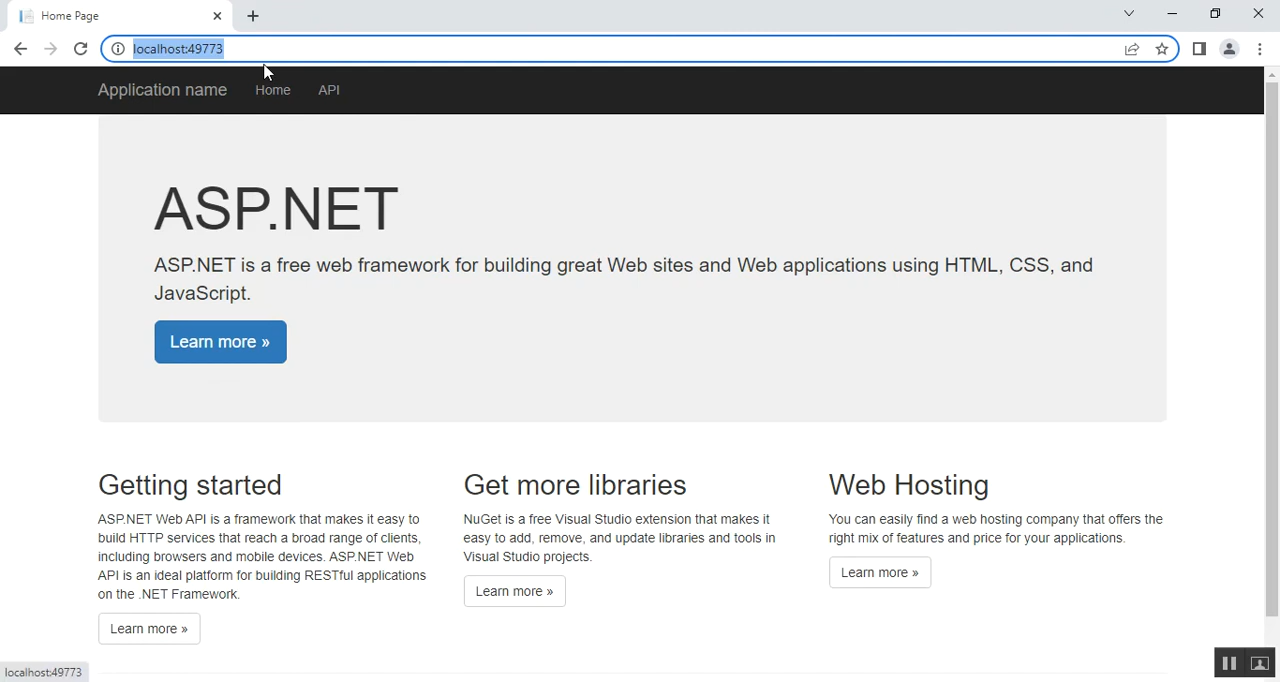 Home Page
localhost:49773
Application name
Home
API
ASP.NET
ASP.NET is a free web framework for building great Web sites and Web applications using HTML, CSS, and
JavaScript.
Learn more »
Getting started
ASP.NET Web API is a framework that makes it easy to
build HTTP services that reach a broad range of clients,
including browsers and mobile devices. ASP.NET Web
API is an ideal platform for building RESTful applications
on the .NET Framework.
Learn more »
Get more libraries
NuGet is a free Visual Studio extension that makes it
easy to add, remove, and update libraries and tools in
Visual Studio projects.
Learn more »
Web Hosting
You can easily find a web hosting company that offers the
right mix of features and price for your applications.
Learn more »
localhost:49773